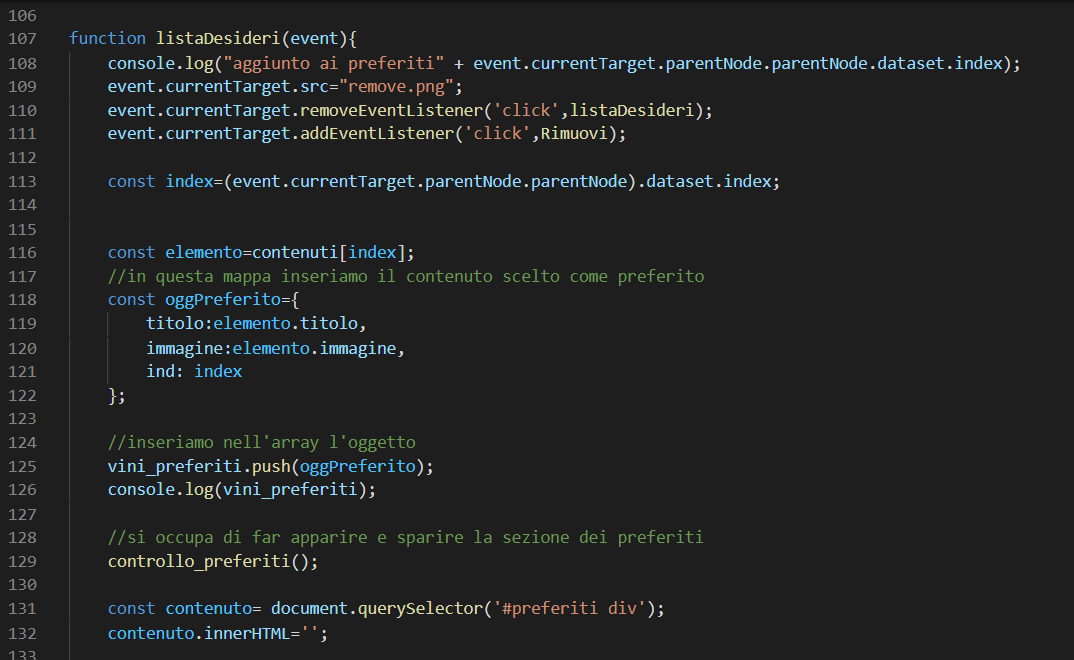 106
107 function listaDesideri(event){
108 console.log("aggiunto ai preferiti" + event.currentTarget.parentNode.parentNode.dataset.index);
109 event.currentTarget.src="remove.png";
110 event.currentTarget.removeEventListener('click',listaDesideri);
111 event.currentTarget.addEventListener('click',Rimuovi);
112
113 const index=(event.currentTarget.parentNode.parentNode).dataset.index;
114
115
116 const elemento=contenuti[index];
117 //in questa mappa inseriamo il contenuto scelto come preferito
118 const oggPreferito={
119 titolo:elemento.titolo,
120 immagine:elemento.immagine,
121 ind: index
122 };
123
124 //inseriamo nell'array l'oggetto
125 vini_preferiti.push(oggPreferito);
126 console.log(vini_preferiti);
127
128 //si occupa di far apparire e sparire la sezione dei preferiti
129 controllo_preferiti();
130
131 const contenuto= document.querySelector('#preferiti div');
132 contenuto.innerHTML='';
133